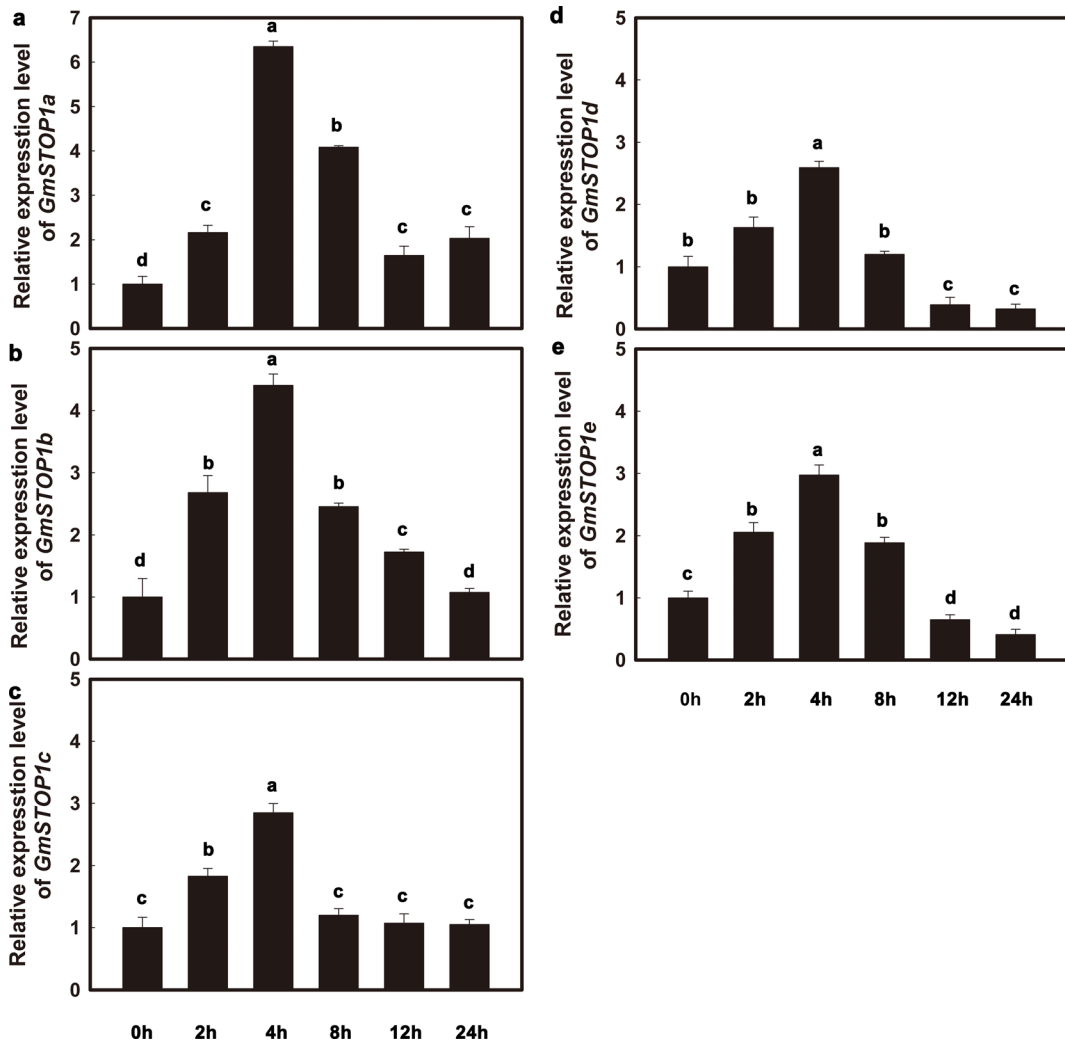 a
Relative expression level
of GmSTOP1a
7
6
5
4
3
2
1
0
d
c
a
b
c
c
b
Relative expression level
of GmSTOP1b
5
4
3
2
1
0
d
b
a
b
c
d
c
Relative expression level
of GmSTOP1c
5
4
3
2
1
0
c
b
a
c
c
c
0h 2h 4h 8h 12h 24h
d
Relative expression level
of GmSTOP1d
5
4
3
2
1
0
b
b
a
b
c
c
e
Relative expresstion level
of GmSTOP1e
5
4
3
2
1
0
c
b
a
b
d
d
0h 2h 4h 8h 12h 24h